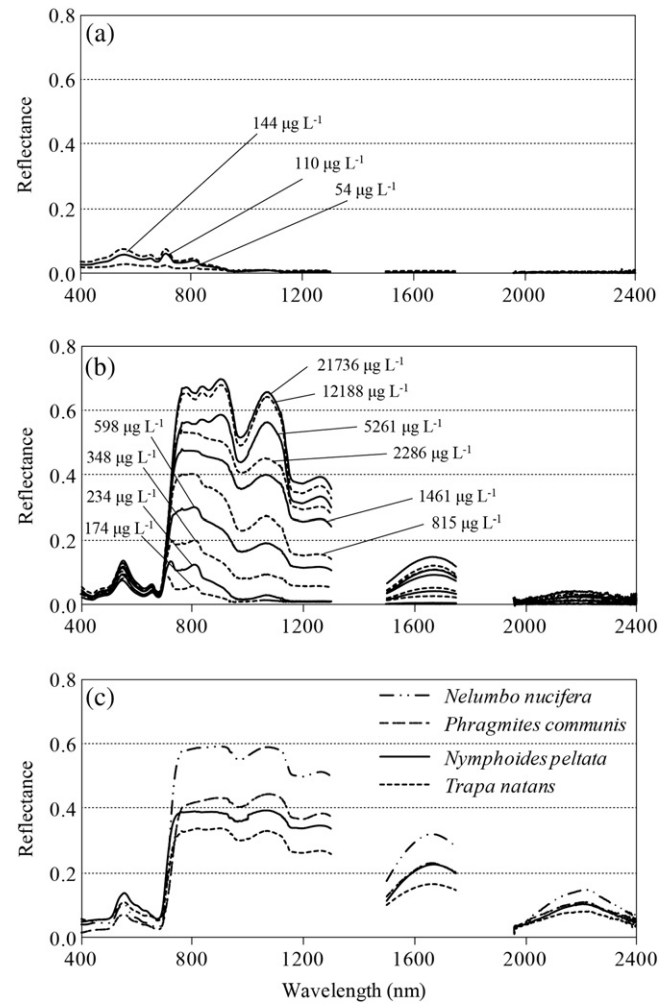 (a)
Reflectance
0.8
0.6
0.4
0.2
0.0
144 µg L-1
110 µg L-1
54 µg L-1
400 800 1200 1600 2000 2400
(b)
Reflectance
0.8
0.6
0.4
0.2
0.0
21736 µg L-1
12188 µg L-1
5261 µg L-1
2286 µg L-1
1461 µg L-1
815 µg L-1
598 µg L-1
348 µg L-1
234 µg L-1
174 µg L-1
400 800 1200 1600 2000 2400
(c)
Reflectance
0.8
0.6
0.4
0.2
0.0
Nelumbo nucifera
Phragmites communis
Nymphoides peltata
Trapa natans
400 800 1200 1600 2000 2400
Wavelength (nm)